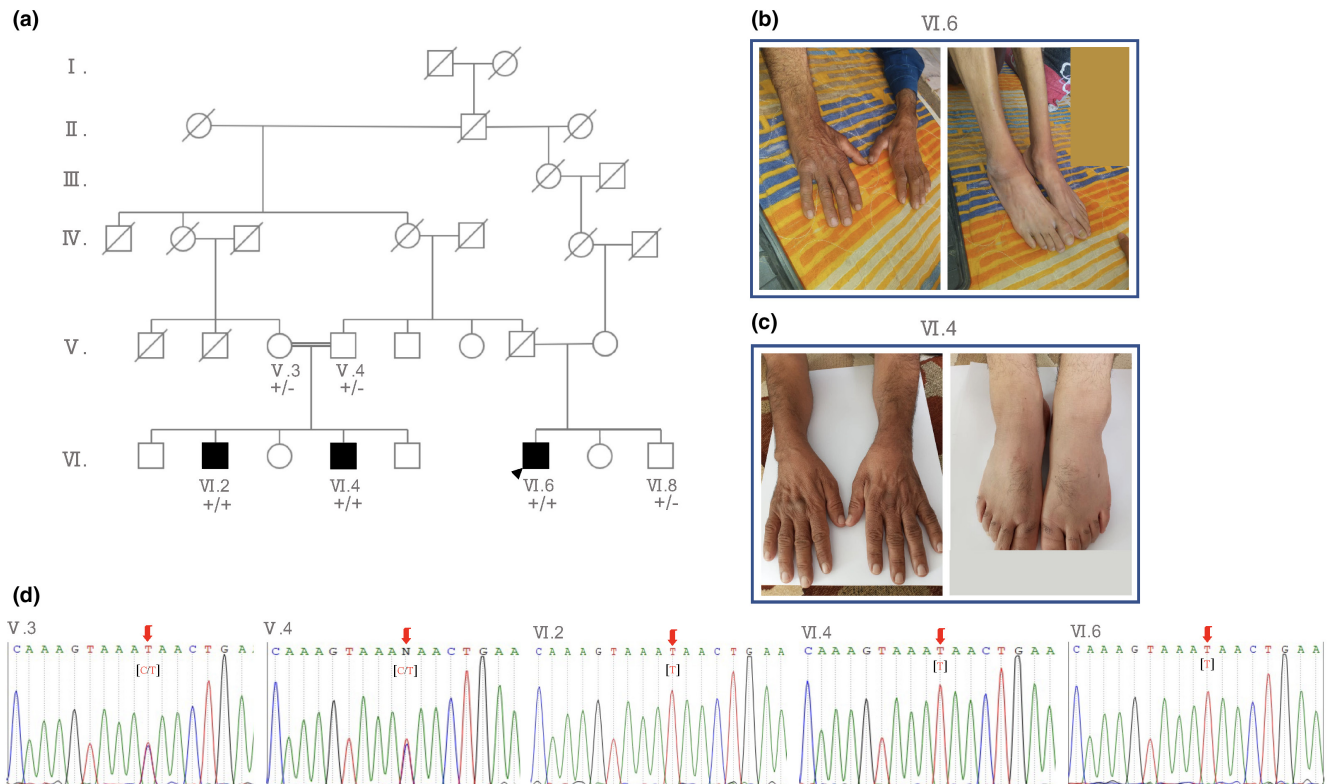 (a)
I.
II.
III.
IV.
V.
V.3
+/-
V.4
+/-
VI.
VI.2
+/+
VI.4
+/+
VI.6
+/+
VI.8
+/-
(b)
VI.6
(c)
VI.4
(d)
V.3
CAAAGTAAATAACTGA.
[C/T]
V.4
CAAAGTAAANAACTGAA
[C/T]
VI.2
CAAAGTAAATAACTGAA
[T]
VI.4
CAAAGTAAATAACTGAA
[T]
VI.6
CAAAGTAAATAACTGAA
[T]